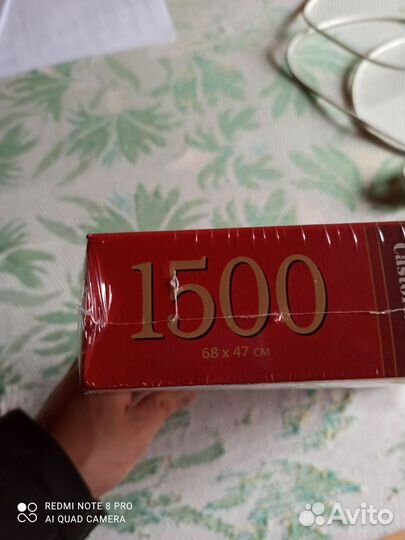 1500
68 x 47 см
Castor
REDMI NOTE 8 PRO
AI QUAD CAMERA
Avito